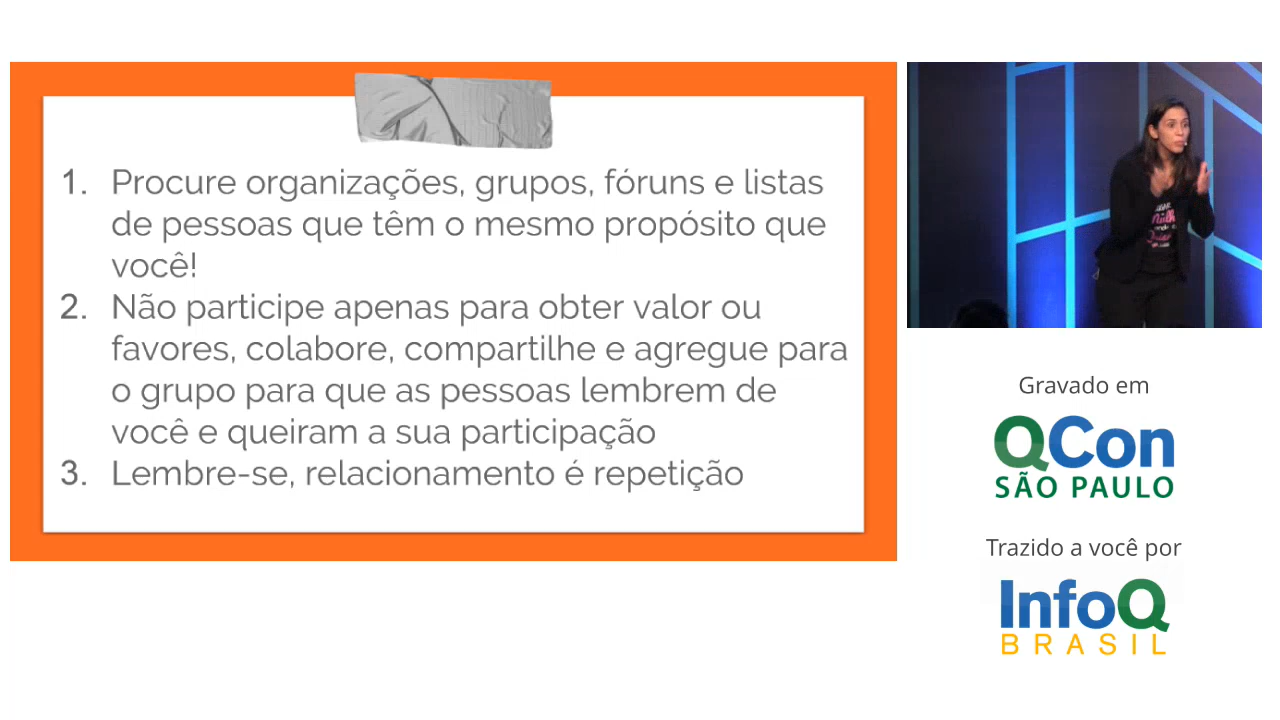 1. Procure organizações, grupos, fóruns e listas
de pessoas que têm o mesmo propósito que
você!
2. Não participe apenas para obter valor ou
favores, colabore, compartilhe e agregue para
o grupo para que as pessoas lembrem de
você e queiram a sua participação
3. Lembre-se, relacionamento é repetição
Gravado em
QCon
SÃO PAULO
Trazido a você por
InfoQ
BRASIL